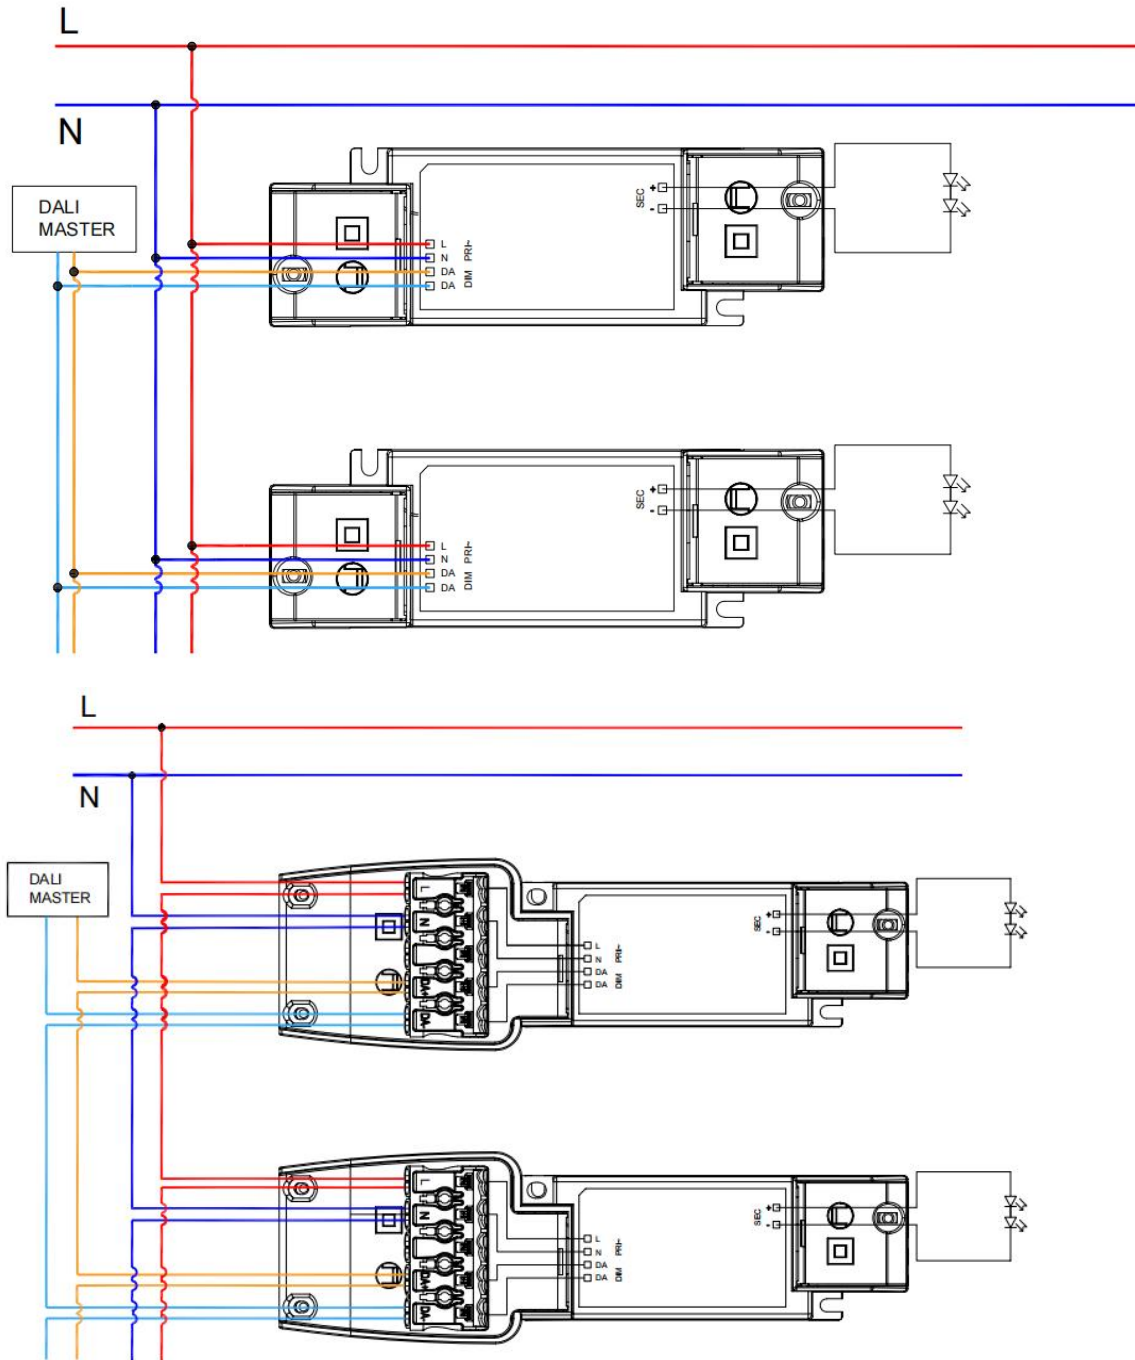 L
N
DALI
MASTER
L
N
DA
DA
PRI~
DIM
SEC
+
-
L
N
DA
DA
PRI~
DIM
SEC
+
-
L
N
DALI
MASTER
L
N
DA+
DA-
L
N
DA
DA
PRI~
DIM
SEC
+
-
L
N
DA+
DA-
L
N
DA
DA
PRI~
DIM
SEC
+
-